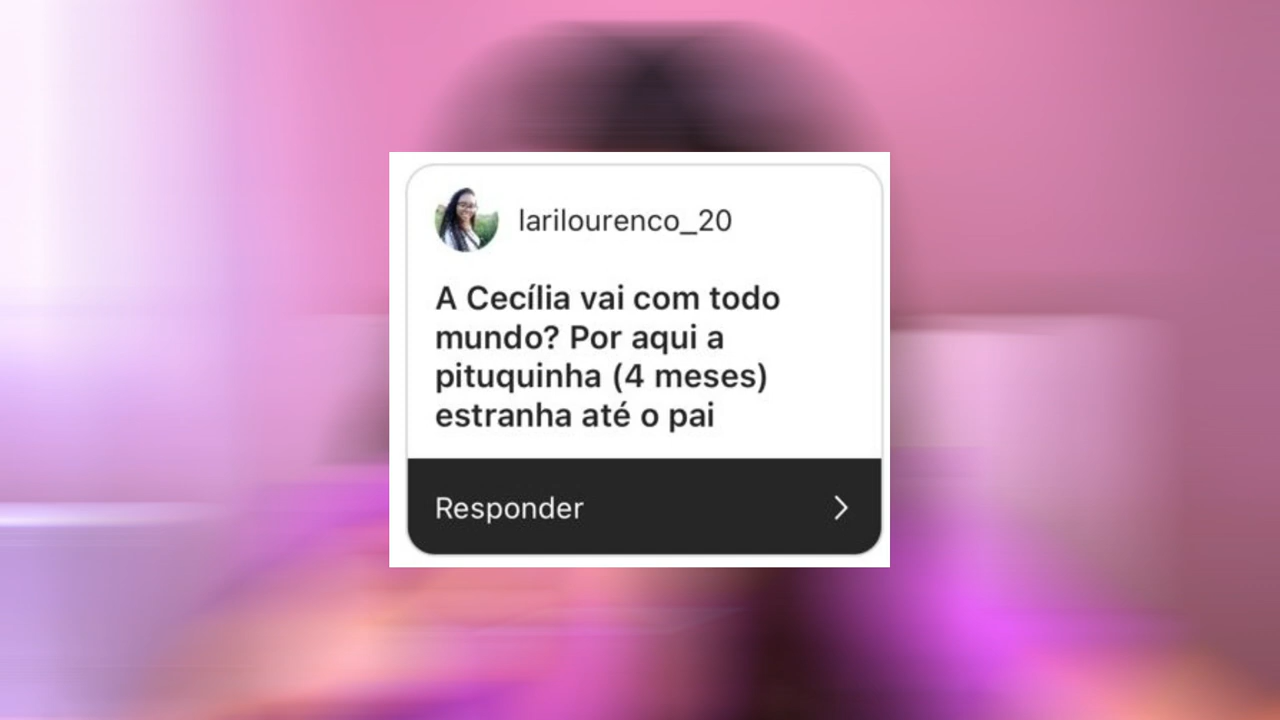 larilourenco_20
A Cecília vai com todo
mundo? Por aqui a
pituquinha (4 meses)
estranha até o pai
Responder